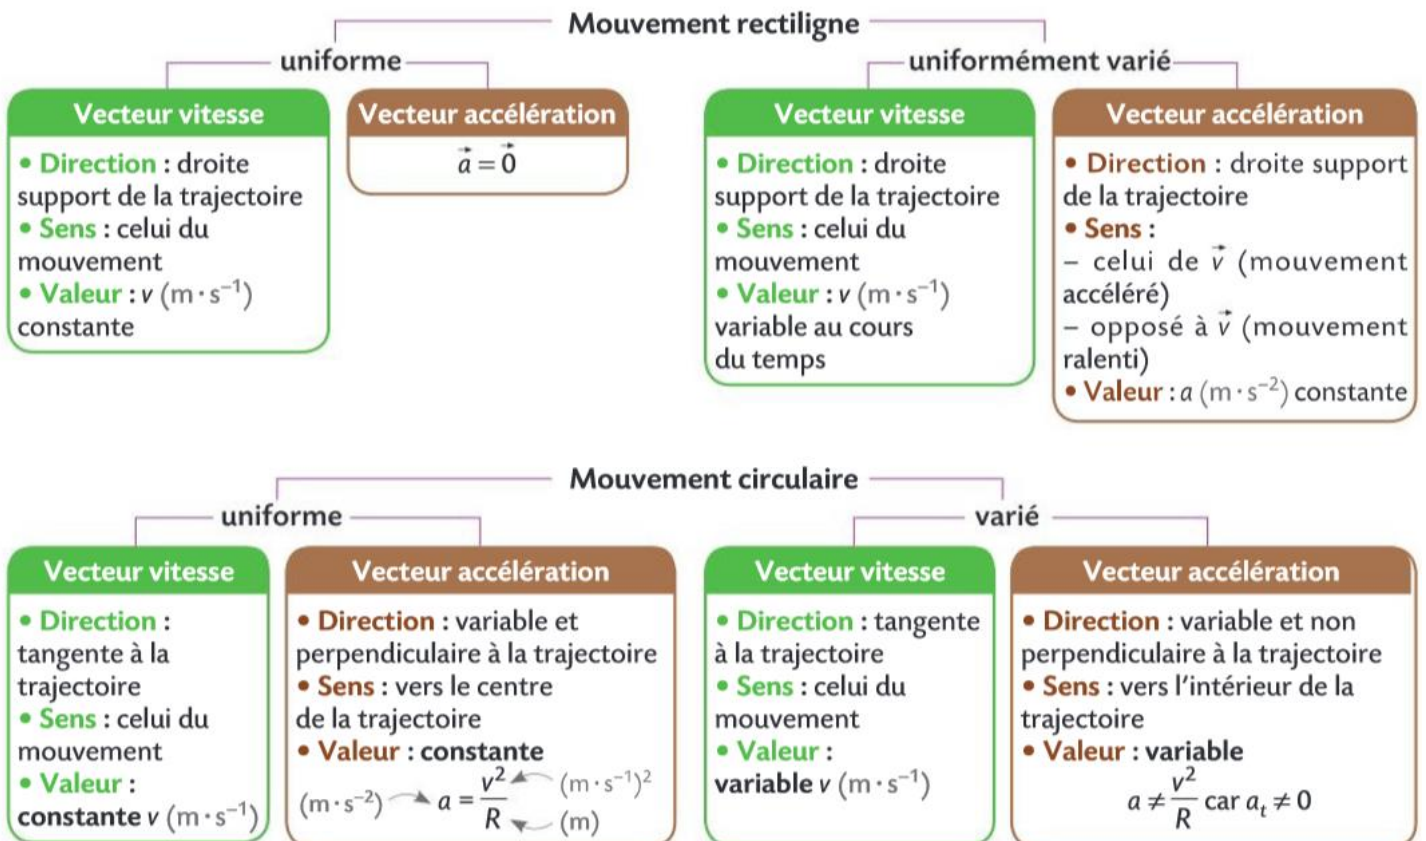 Mouvement rectiligne
uniforme
Vecteur vitesse
• Direction : droite
support de la trajectoire
• Sens : celui du
mouvement
• Valeur : v (m·s⁻¹)
constante
Vecteur accélération
a⃗ = 0⃗
uniformément varié
Vecteur vitesse
• Direction : droite
support de la trajectoire
• Sens : celui du
mouvement
• Valeur : v (m·s⁻¹)
variable au cours
du temps
Vecteur accélération
• Direction : droite support
de la trajectoire
• Sens :
– celui de v⃗ (mouvement
accéléré)
– opposé à v⃗ (mouvement
ralenti)
• Valeur : a (m·s⁻²) constante
Mouvement circulaire
uniforme
Vecteur vitesse
• Direction :
tangente à la
trajectoire
• Sens : celui du
mouvement
• Valeur :
constante v (m·s⁻¹)
Vecteur accélération
• Direction : variable et
perpendiculaire à la trajectoire
• Sens : vers le centre
de la trajectoire
• Valeur : constante
(m·s⁻²) a = v²/R (m·s⁻¹)²
(m)
varié
Vecteur vitesse
• Direction : tangente
à la trajectoire
• Sens : celui du
mouvement
• Valeur :
variable v (m·s⁻¹)
Vecteur accélération
• Direction : variable et non
perpendiculaire à la trajectoire
• Sens : vers l'intérieur de la
trajectoire
• Valeur : variable
a ≠ v²/R car aₜ ≠ 0